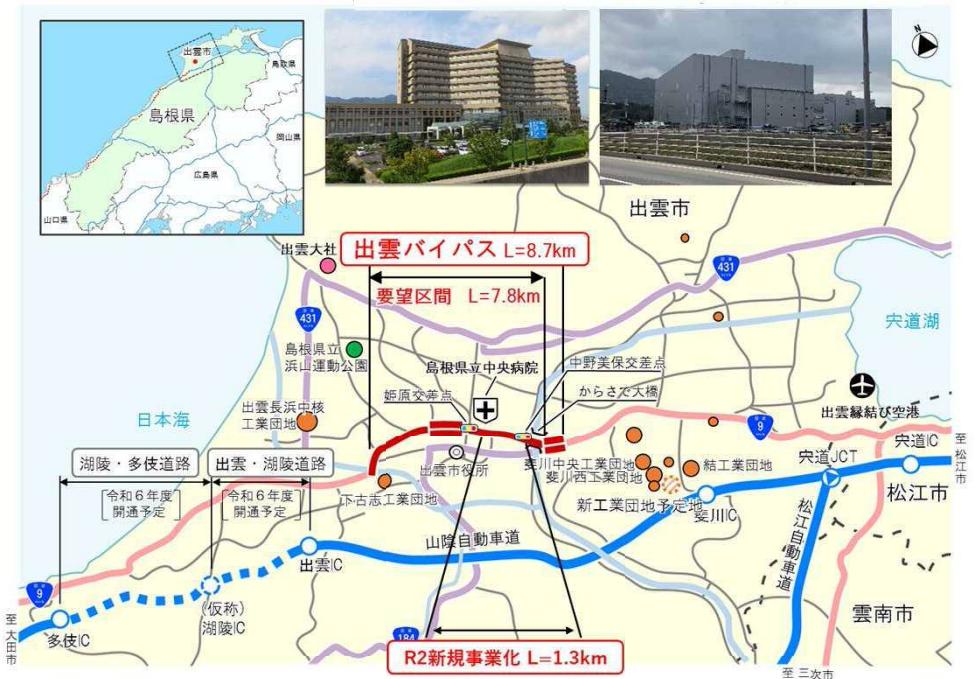 出雲市
鳥取県
島根県
岡山県
広島県
山口県
N
出雲市
出雲大社
出雲バイパス L=8.7km
要望区間 L=7.8km
431
431
宍道湖
島根県立
浜山運動公園
島根県立中央病院
中野美保交差点
姫原交差点
からさで大橋
出雲縁結び空港
日本海
出雲長浜中核
工業団地
9
宍道IC
至 松江市
湖陵・多伎道路
出雲・湖陵道路
出雲市役所
斐川中央工業団地
斐川西工業団地
結工業団地
宍道JCT
令和6年度
開通予定
令和6年度
開通予定
下古志工業団地
新工業団地予定地
斐川IC
松江市
山陰自動車道
松江自動車道
出雲IC
9
(仮称)
湖陵IC
多伎IC
至 大田市
184
雲南市
R2新規事業化 L=1.3km
至 三次市